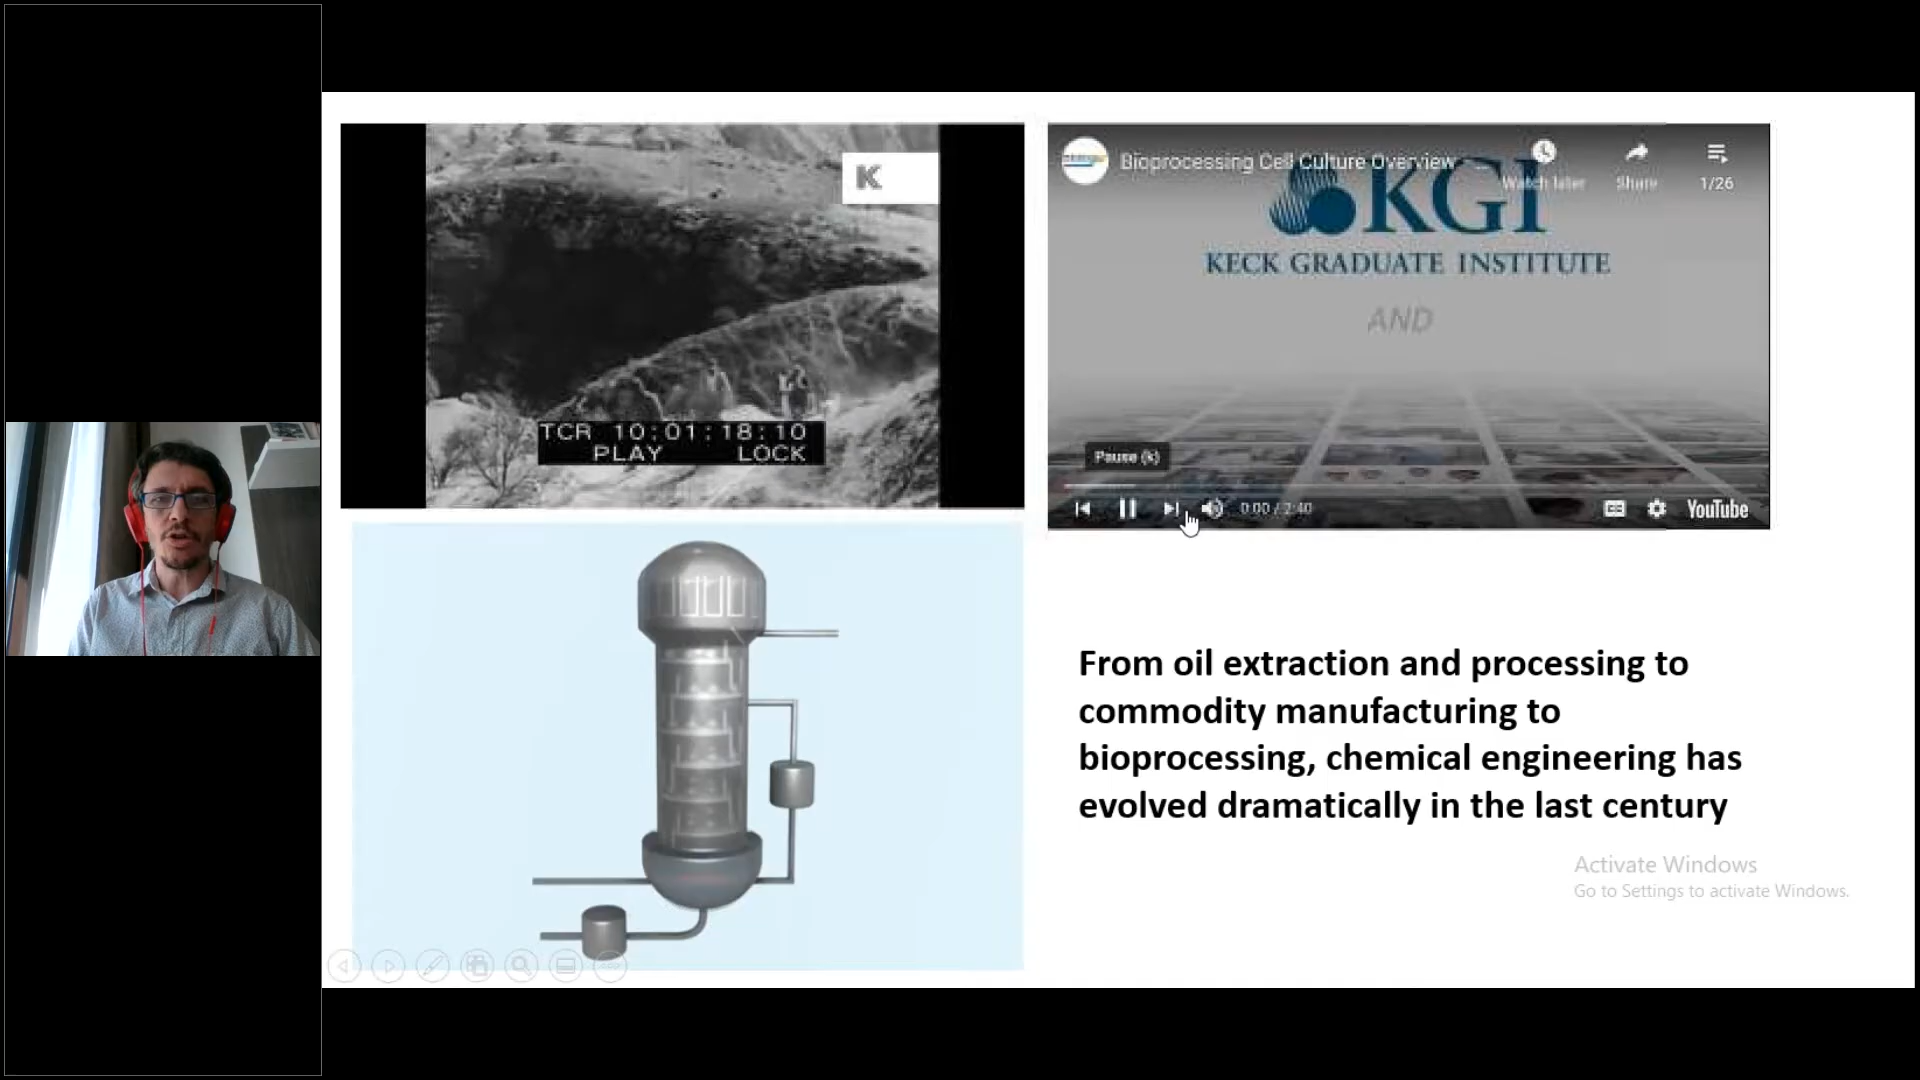 K
TCR 10:01:18:10
PLAY LOCK
Bioprocessing Cell Culture Overview
Watch later
Share
1/26
KGI
KECK GRADUATE INSTITUTE
AND
Pause (k)
0:00 / 2:40
CC
YouTube
From oil extraction and processing to
commodity manufacturing to
bioprocessing, chemical engineering has
evolved dramatically in the last century
Activate Windows
Go to Settings to activate Windows.